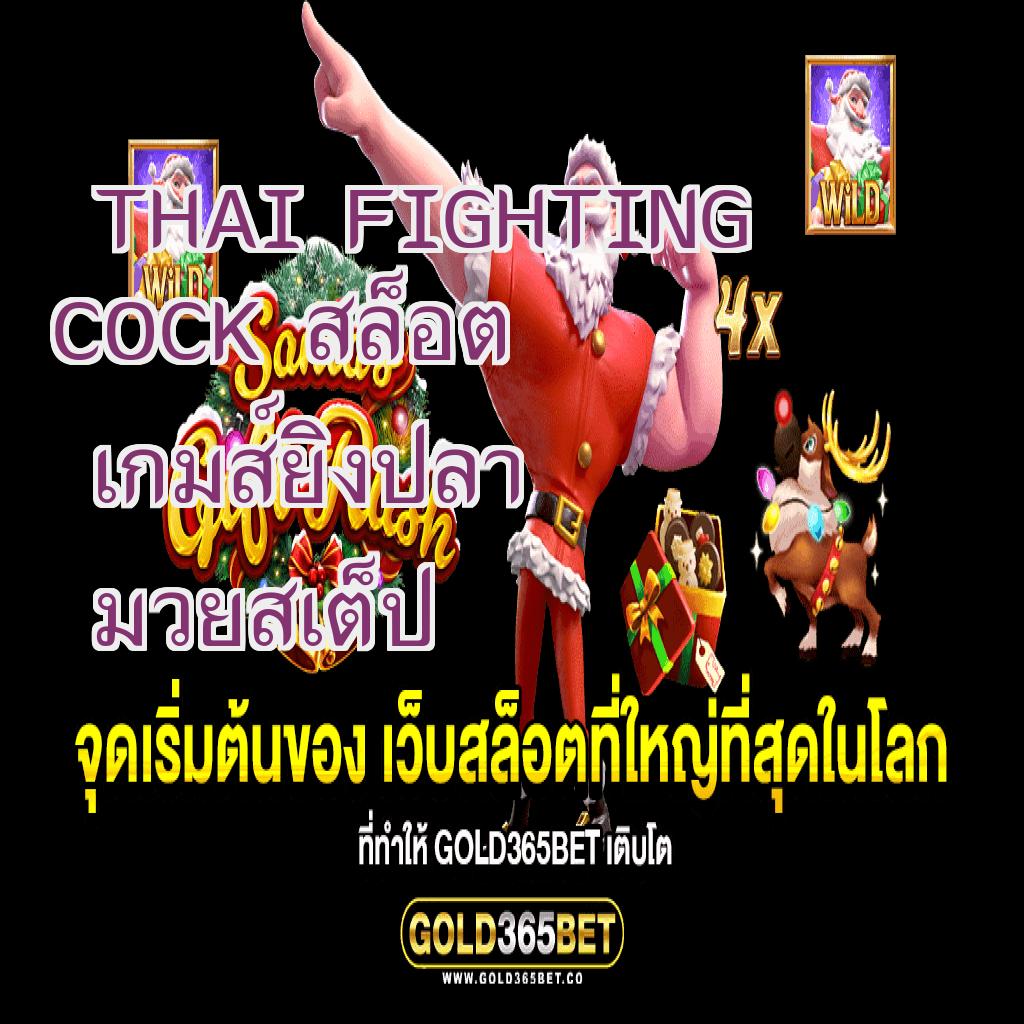 WILD
WILD
THAI FIGHTING
COCK สล็อต
เกมส์ยิงปลา
มวยสเต็ป
Santa's
Gift Rush
4X
จุดเริ่มต้นของ เว็บสล็อตที่ใหญ่ที่สุดในโลก
ที่ทำให้ GOLD365BET เติบโต
GOLD365BET
WWW.GOLD365BET.CO